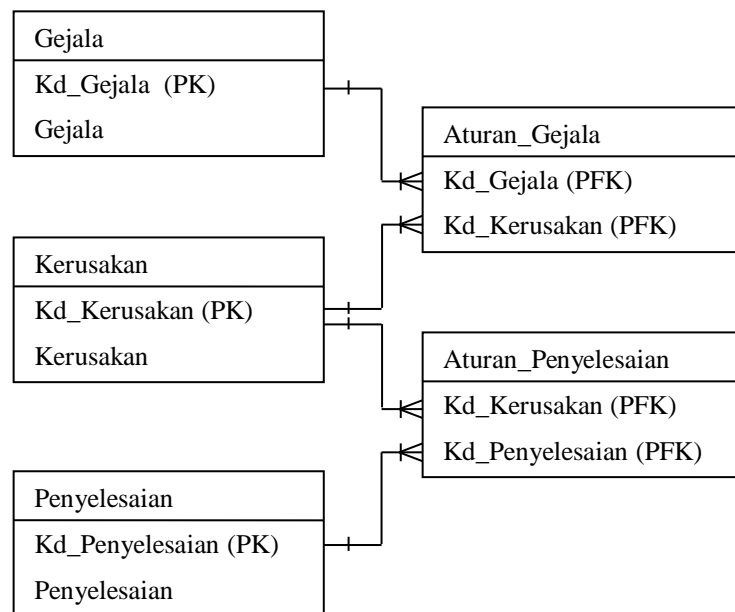 Gejala
Kd_Gejala (PK)
Gejala
Kerusakan
Kd_Kerusakan (PK)
Kerusakan
Penyelesaian
Kd_Penyelesaian (PK)
Penyelesaian
Aturan_Gejala
Kd_Gejala (PFK)
Kd_Kerusakan (PFK)
Aturan_Penyelesaian
Kd_Kerusakan (PFK)
Kd_Penyelesaian (PFK)